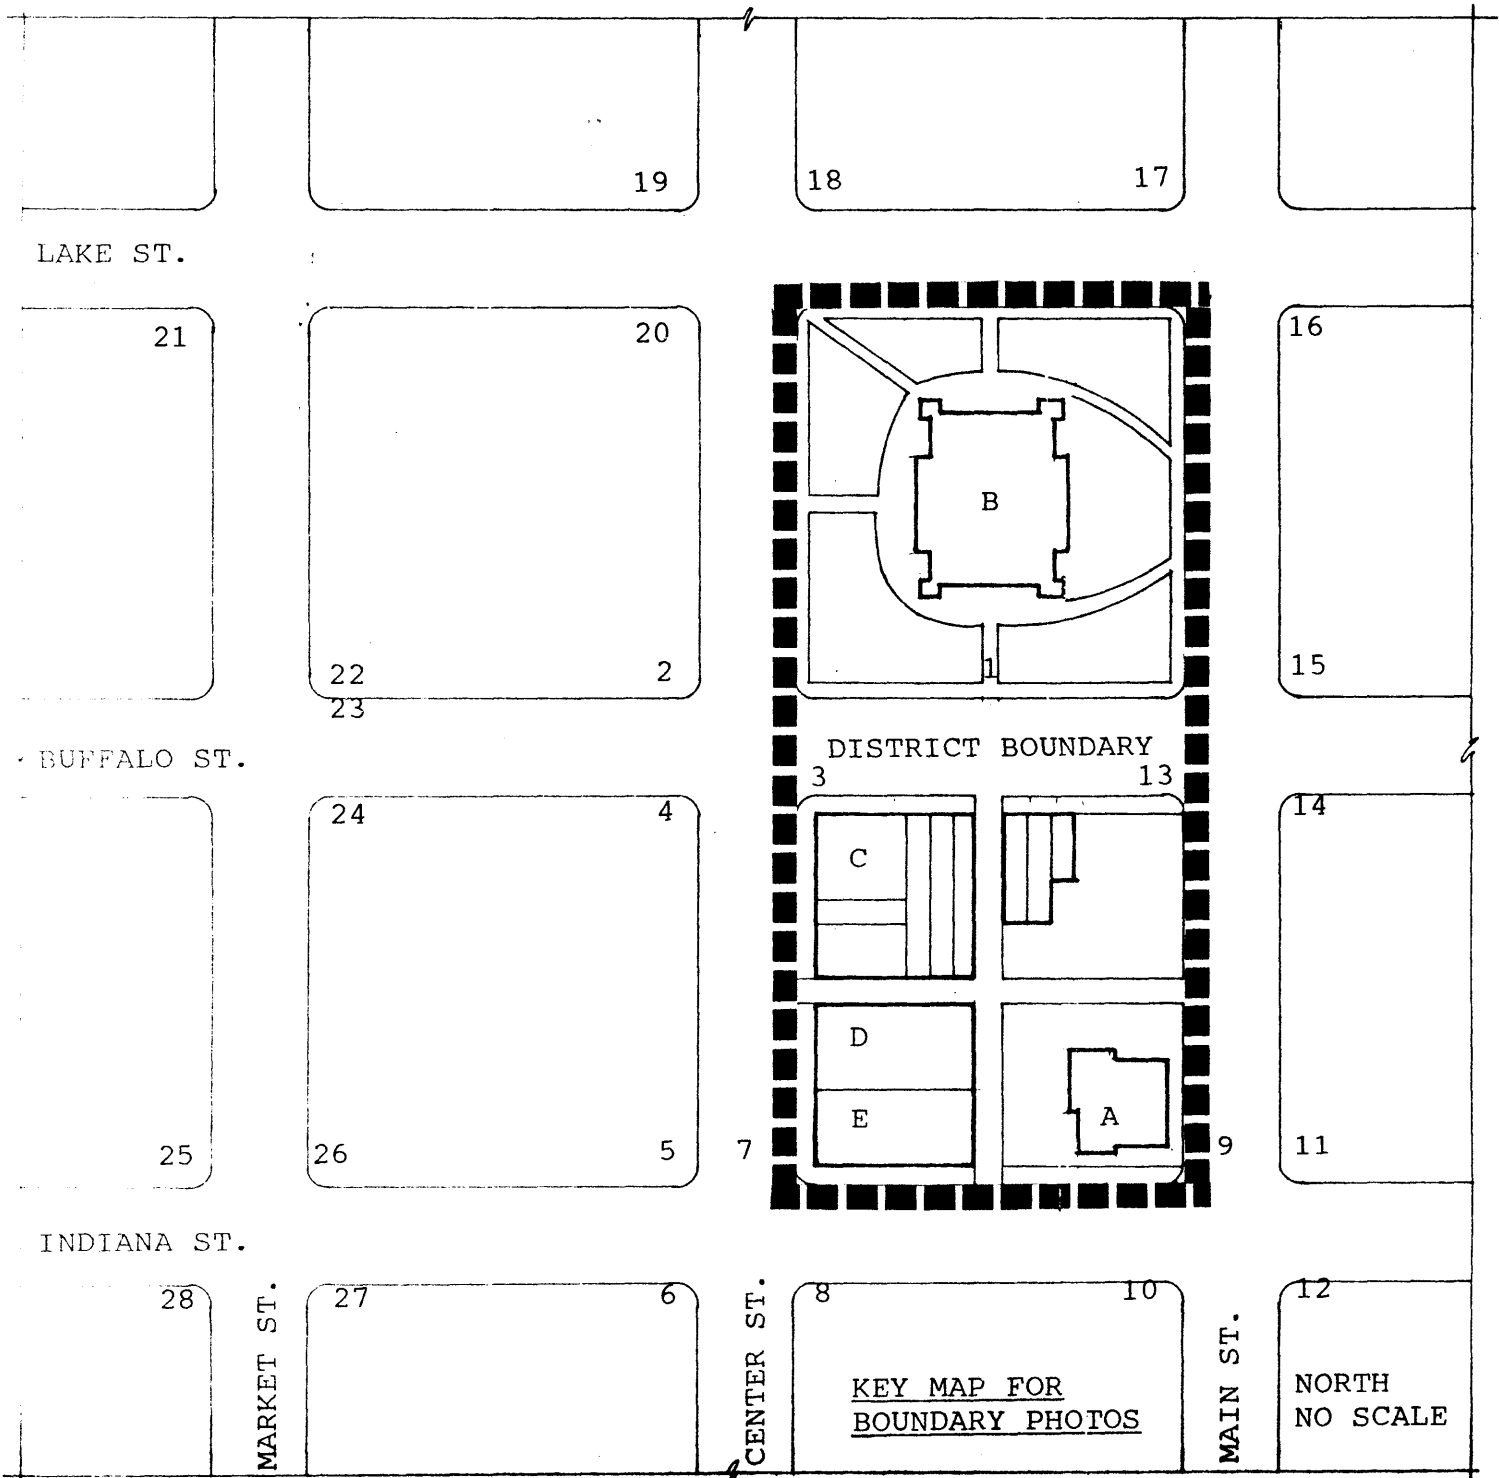 19
18
17
LAKE ST.
21
20
16
B
22
2
1
15
23
BUFFALO ST.
DISTRICT BOUNDARY
3
13
24
4
14
C
D
E
A
25
26
5
7
9
11
INDIANA ST.
28
27
6
8
10
12
MARKET ST.
CENTER ST.
MAIN ST.
KEY MAP FOR
BOUNDARY PHOTOS
NORTH
NO SCALE